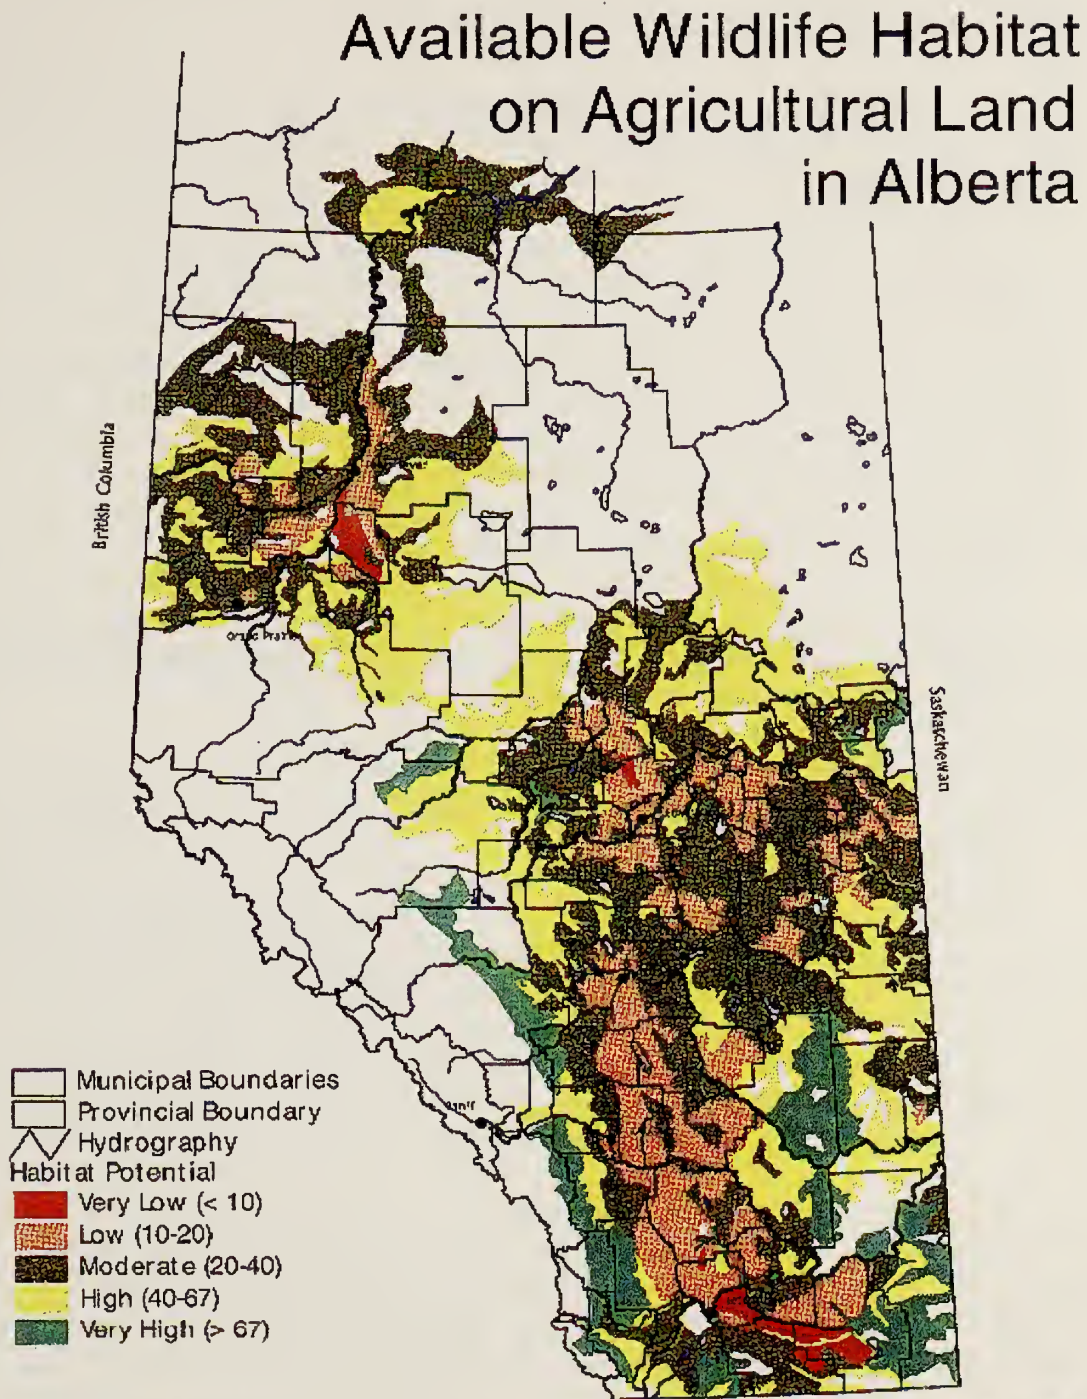 Available Wildlife Habitat
on Agricultural Land
in Alberta
British Columbia
Saskaschewan
Municipal Boundaries
Provincial Boundary
Hydrography
Habitat Potential
Very Low (< 10)
Low (10-20)
Moderate (20-40)
High (40-67)
Very High (> 67)